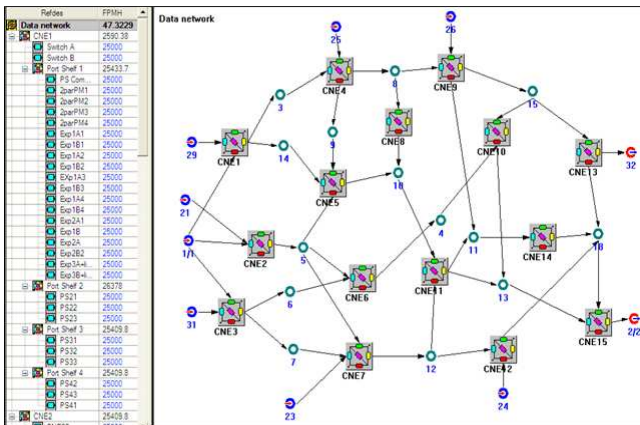 Refdes FPMH
Data network 47.3229
CNE1 2590.38
Switch A 25000
Switch B 25000
Port Shelf 1 25433.7
PS Com... 25000
2parPM1 25000
2parPM2 25000
2parPM3 25000
2parPM4 25000
Exp1A1 25000
Exp1B1 25000
Exp1A2 25000
Exp1B2 25000
EXp1A3 25000
Exp1B3 25000
Exp1A4 25000
Exp1B4 25000
Exp2A1 25000
Exp1B 25000
Exp2A 25000
Exp2B2 25000
Exp3A+I... 25000
Exp3B+I... 25000
Port Shelf 2 26378
PS21 25000
PS22 25000
PS23 25000
Port Shelf 3 25409.8
PS31 25000
PS32 25000
PS33 25000
Port Shelf 4 25409.8
PS42 25000
PS43 25000
PS41 25000
CNE2 25409.8
Data network
25
26
CNE4
8
CNE9
3
15
9
CNE8
CNE10
29
CNE1
14
CNE13
32
CNE5
10
21
4
1/1
CNE2
5
11
CNE14
18
CNE6
CNE11
6
13
31
CNE3
CNE15
2/2
7
CNE7
12
CNE42
23
24